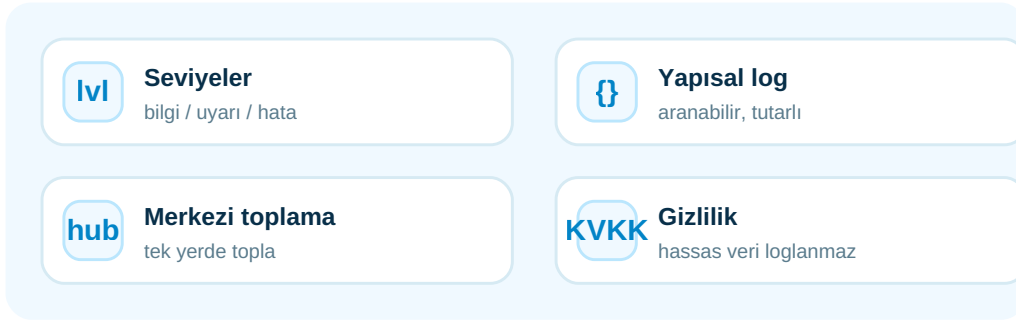 lvl
Seviyeler
bilgi / uyarı / hata
{}
Yapısal log
aranabilir, tutarlı
hub
Merkezi toplama
tek yerde topla
KVKK
Gizlilik
hassas veri loglanmaz